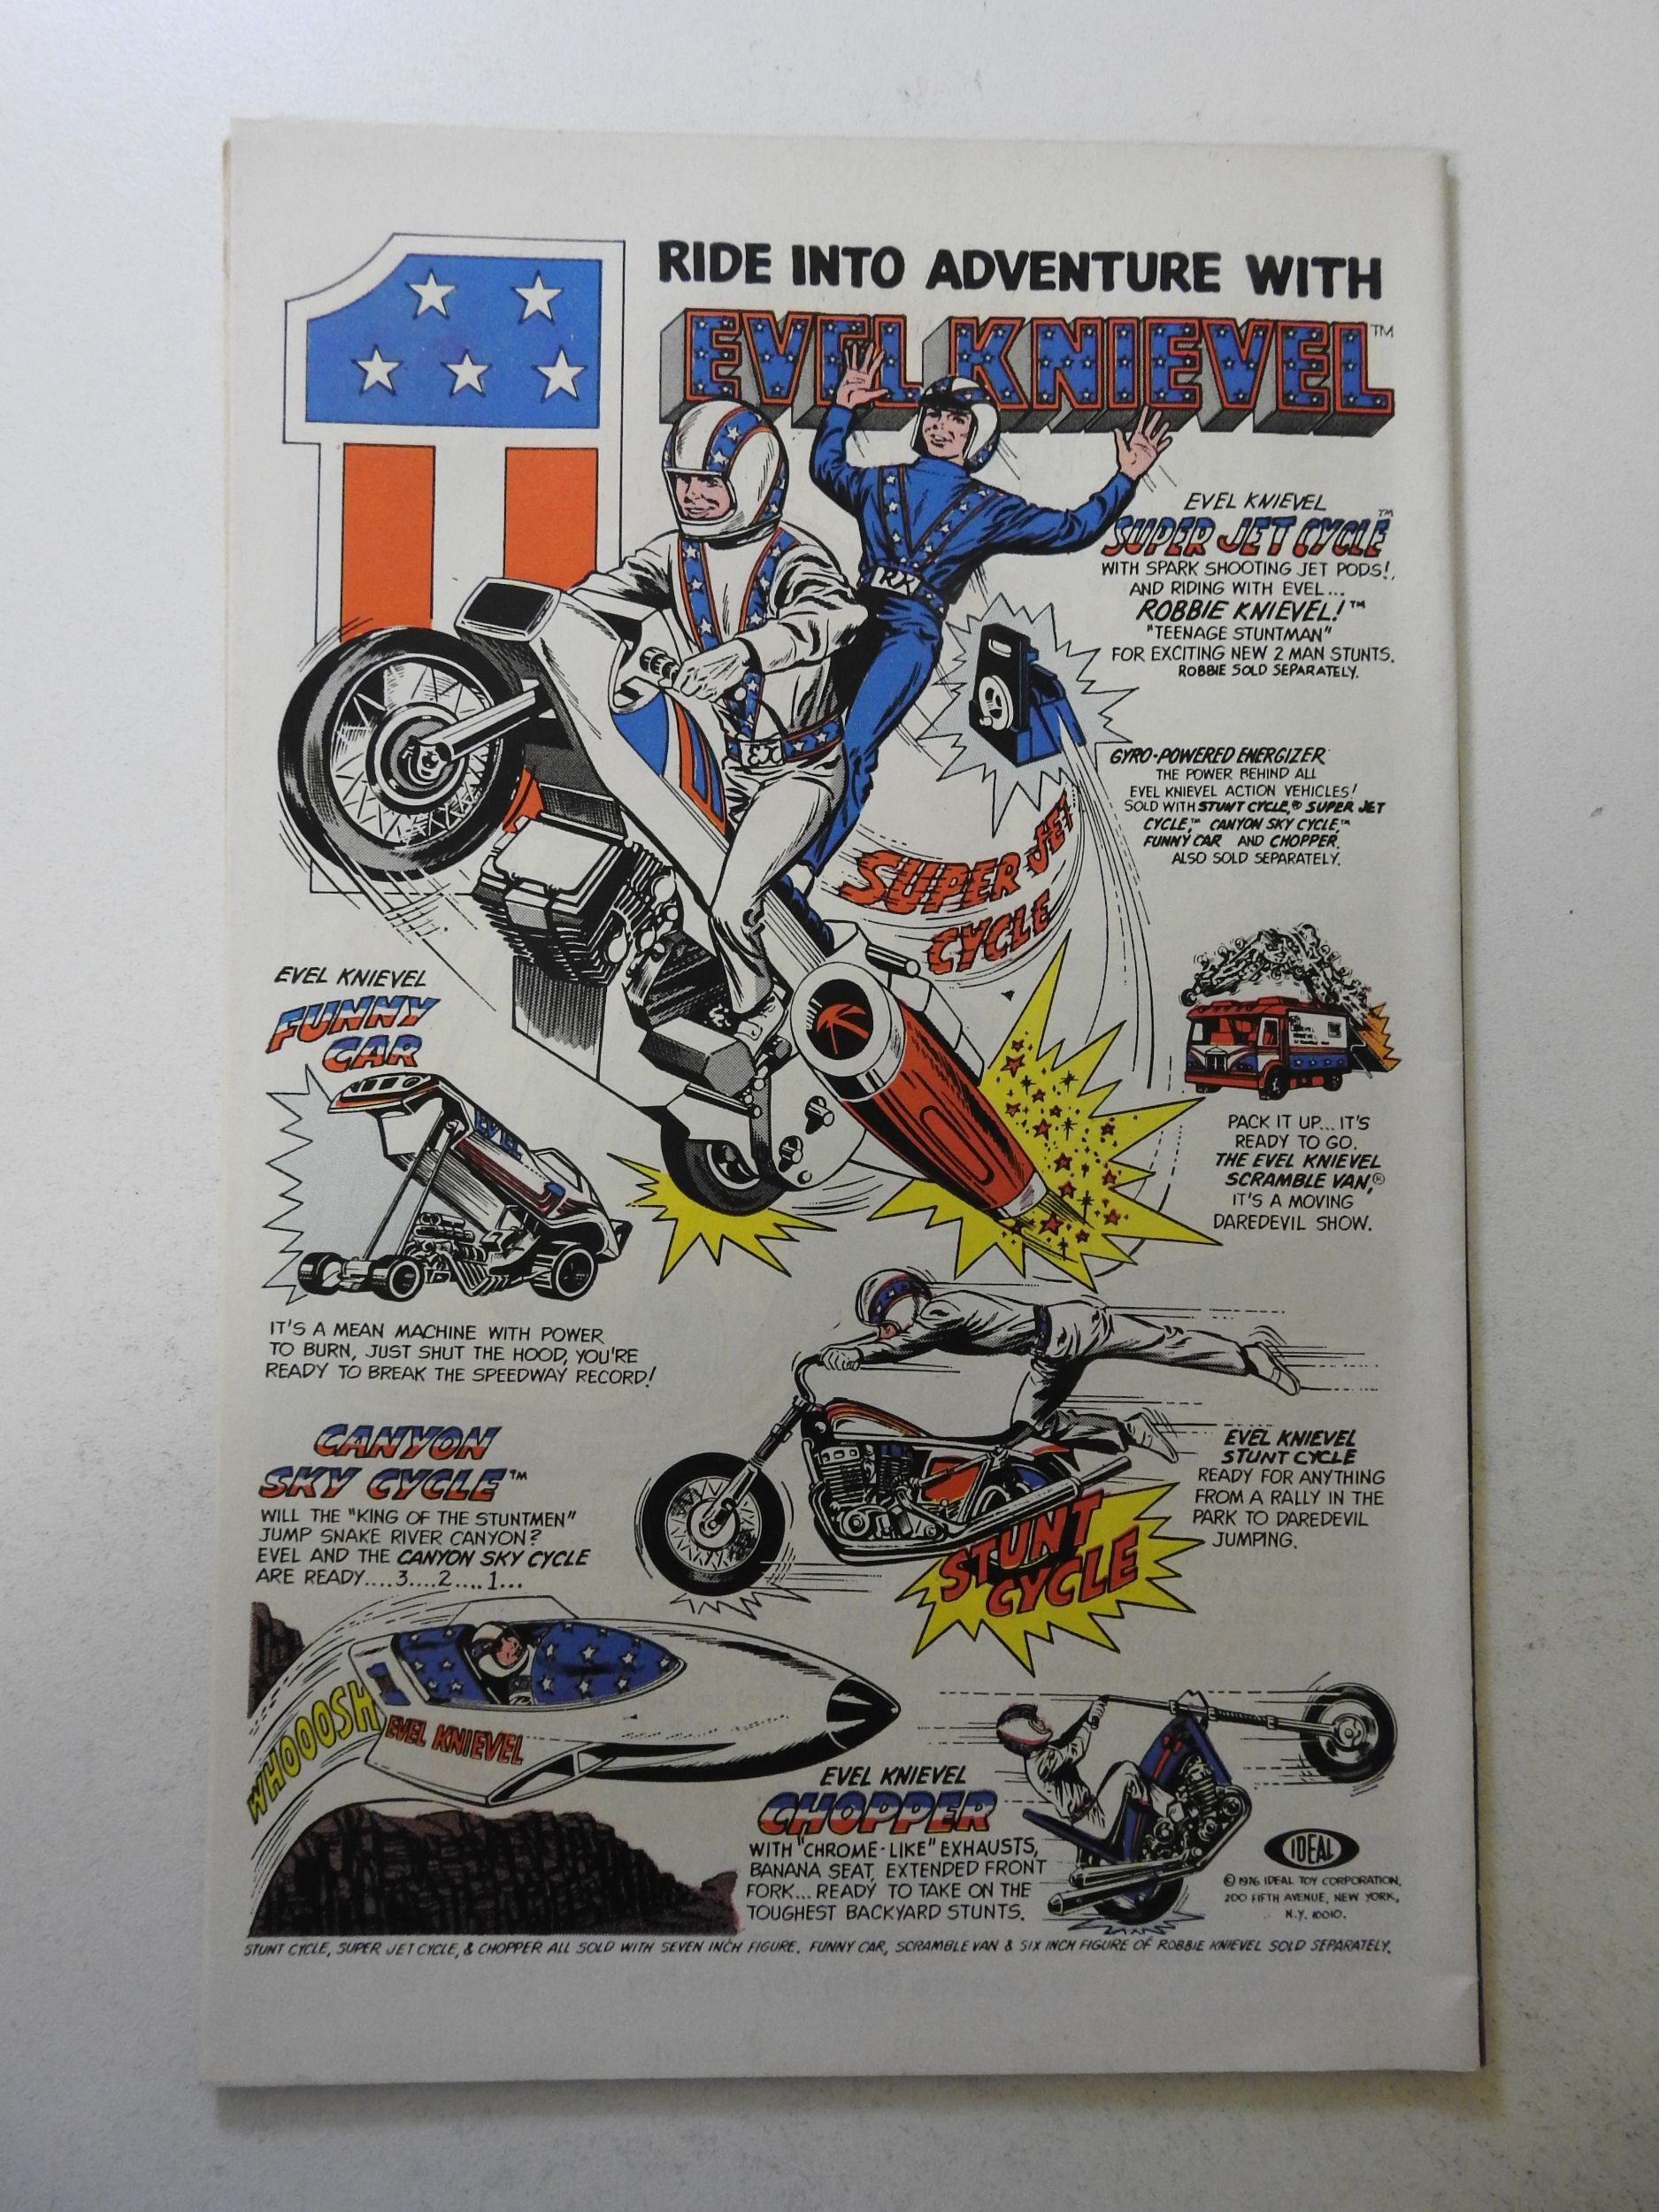 RIDE INTO ADVENTURE WITH
EVEL KNIEVEL™
EVEL KNIEVEL
SUPER JET CYCLE™
WITH SPARK SHOOTING JET PODS!,
AND RIDING WITH EVEL...
ROBBIE KNIEVEL!™
"TEENAGE STUNTMAN"
FOR EXCITING NEW 2 MAN STUNTS.
ROBBIE SOLD SEPARATELY.
RK
GYRO-POWERED ENERGIZER
THE POWER BEHIND ALL
EVEL KNIEVEL ACTION VEHICLES!
SOLD WITH STUNT CYCLE,® SUPER JET
CYCLE,™ CANYON SKY CYCLE,™
FUNNY CAR AND CHOPPER.
ALSO SOLD SEPARATELY.
SUPER JET
CYCLE
EVEL KNIEVEL
FUNNY
CAR
EVEL
IT'S A MEAN MACHINE WITH POWER
TO BURN, JUST SHUT THE HOOD, YOU'RE
READY TO BREAK THE SPEEDWAY RECORD!
PACK IT UP... IT'S
READY TO GO.
THE EVEL KNIEVEL
SCRAMBLE VAN,®
IT'S A MOVING
DAREDEVIL SHOW.
CANYON
SKY CYCLE™
WILL THE "KING OF THE STUNTMEN"
JUMP SNAKE RIVER CANYON?
EVEL AND THE CANYON SKY CYCLE
ARE READY....3....2....1...
EVEL KNIEVEL
STUNT CYCLE
READY FOR ANYTHING
FROM A RALLY IN THE
PARK TO DAREDEVIL
JUMPING.
STUNT
CYCLE
WHOOOSH
EVEL KNIEVEL
EVEL KNIEVEL
CHOPPER
WITH "CHROME-LIKE" EXHAUSTS,
BANANA SEAT, EXTENDED FRONT
FORK... READY TO TAKE ON THE
TOUGHEST BACKYARD STUNTS.
IDEAL
© 1976 IDEAL TOY CORPORATION,
200 FIFTH AVENUE, NEW YORK,
N.Y. 10010.
STUNT CYCLE, SUPER JET CYCLE, & CHOPPER ALL SOLD WITH SEVEN INCH FIGURE. FUNNY CAR, SCRAMBLE VAN & SIX INCH FIGURE OF ROBBIE KNIEVEL SOLD SEPARATELY.